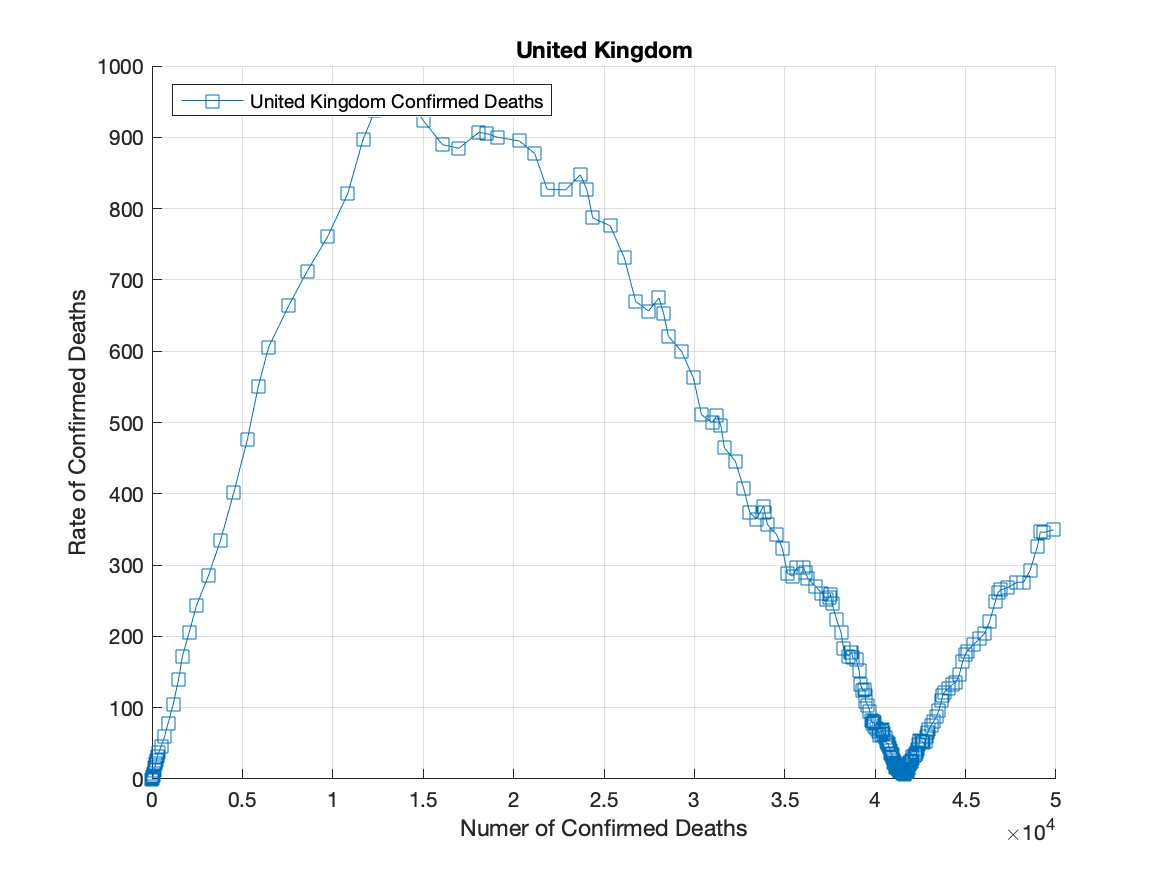 United Kingdom
United Kingdom Confirmed Deaths
1000
900
800
700
600
500
400
300
200
100
0
Rate of Confirmed Deaths
0 0.5 1 1.5 2 2.5 3 3.5 4 4.5 5
Numer of Confirmed Deaths
×10⁴